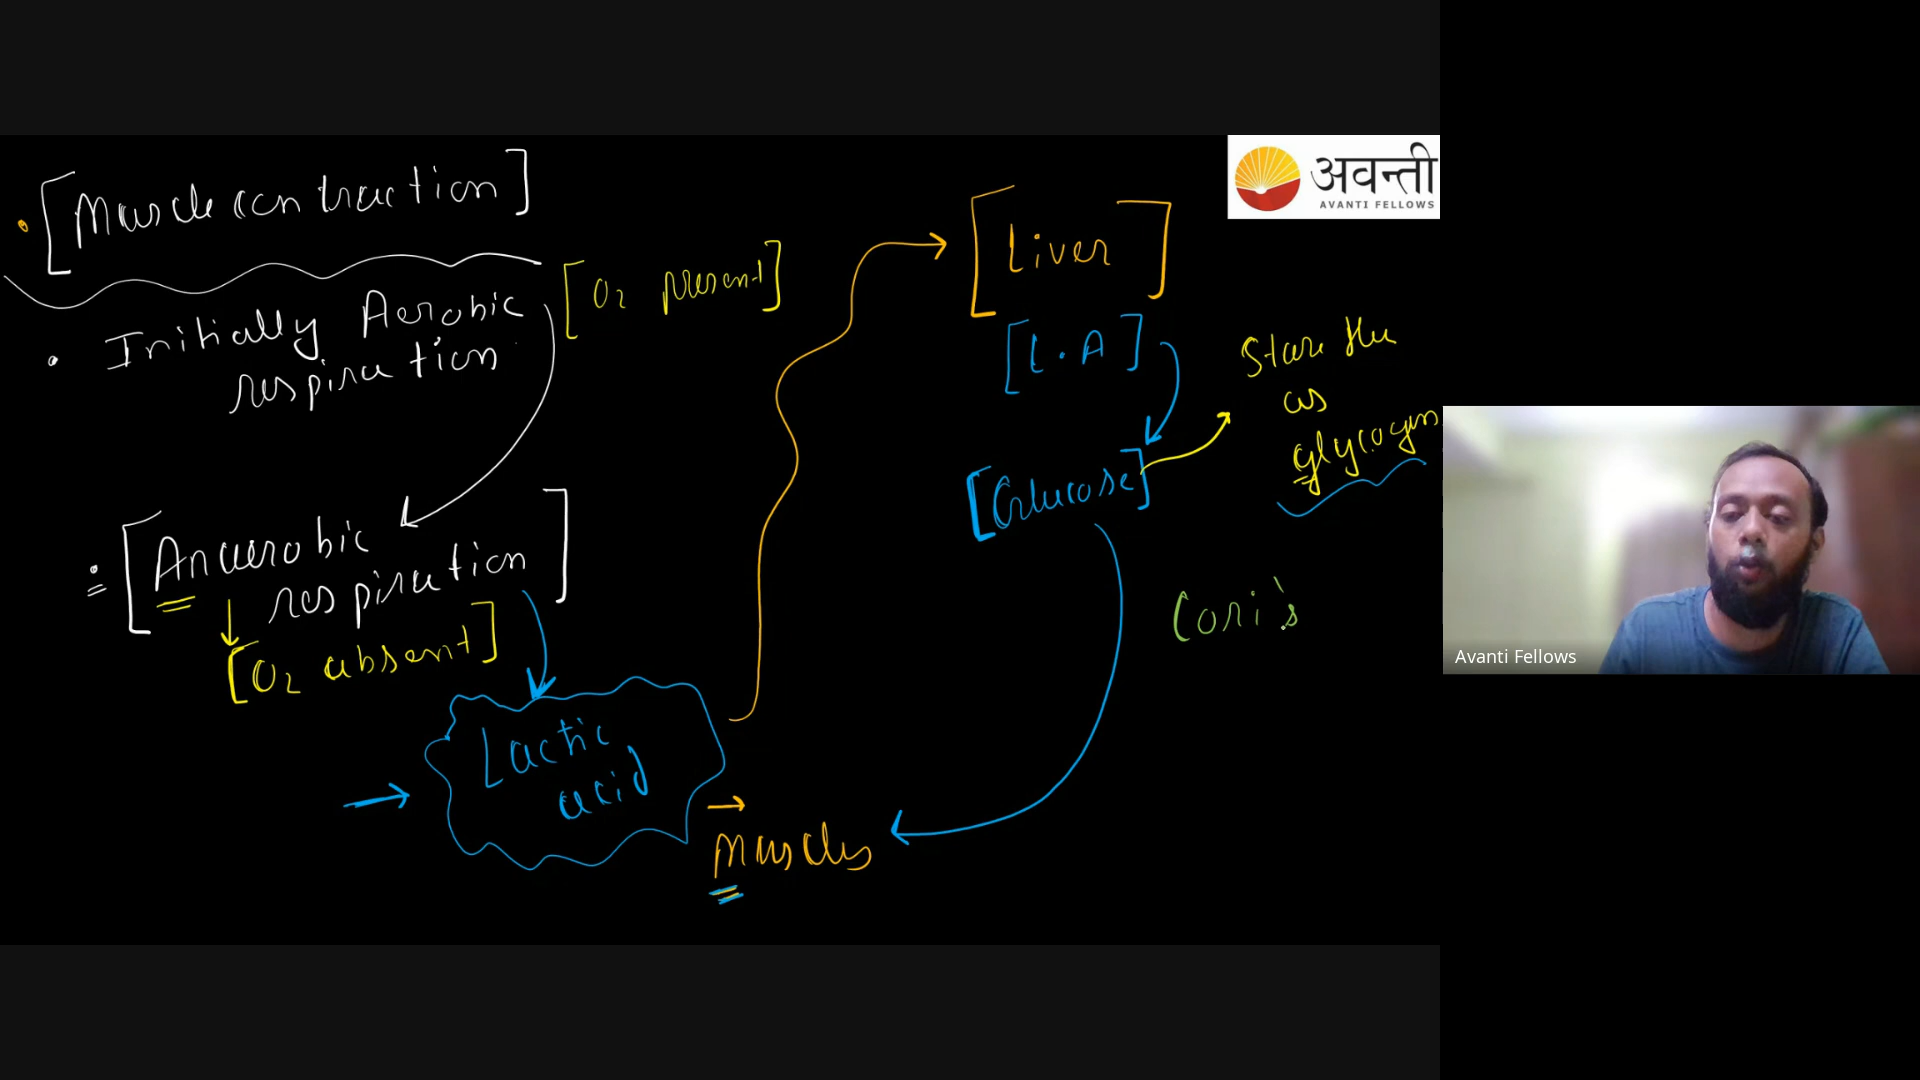 [Muscle contraction]
• Initially Aerobic
respiration
[O2 present]
[Anaerobic
respiration]
[O2 absent]
Lactic
acid
Muscles
[Liver]
[L.A]
[Glucose]
Store the
as
glycogen
Cori's
अवन्ती
AVANTI FELLOWS
Avanti Fellows